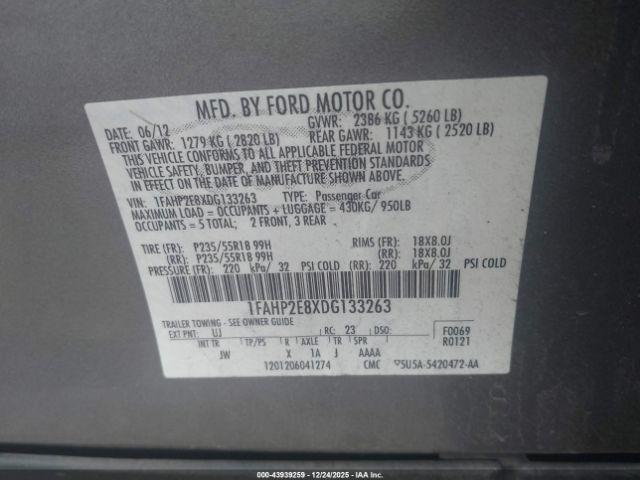 MFD. BY FORD MOTOR CO.
DATE: 06/12 GVWR: 2386 KG ( 5260 LB)
FRONT GAWR: 1279 KG ( 2820 LB) REAR GAWR: 1143 KG ( 2520 LB)
THIS VEHICLE CONFORMS TO ALL APPLICABLE FEDERAL MOTOR
VEHICLE SAFETY, BUMPER, AND THEFT PREVENTION STANDARDS
IN EFFECT ON THE DATE OF MANUFACTURE SHOWN ABOVE.
VIN: 1FAHP2E8XDG133263 TYPE: Passenger Car
MAXIMUM LOAD = OCCUPANTS + LUGGAGE = 430KG/ 950LB
OCCUPANTS = 5 TOTAL: 2 FRONT, 3 REAR
TIRE (FR): P235/55R18 99H RIMS (FR): 18X8.0J
(RR): P235/55R18 99H (RR): 18X8.0J
PRESSURE (FR): 220 kPa/ 32 PSI COLD (RR): 220 kPa/ 32 PSI COLD
1FAHP2E8XDG133263
TRAILER TOWING - SEE OWNER GUIDE
EXT PNT: UJ RC: 23 DSO: F0069
INT TR TP/PS R AXLE TR SPR R0121
JW X 1A J AAAA
1201206041274 CMC 5U5A-5420472-AA
000-43939259 - 12/24/2025 - IAA Inc.